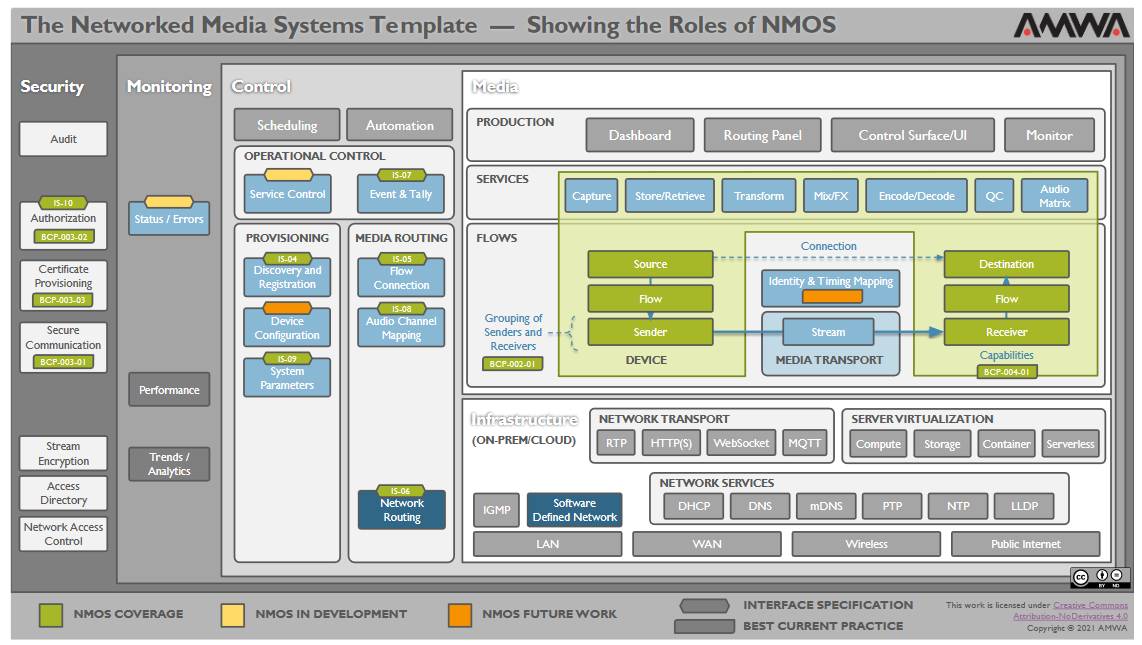 The Networked Media Systems Template — Showing the Roles of NMOS
AMWA
Security
Audit
IS-10
Authorization
BCP-003-02
Certificate
Provisioning
BCP-003-03
Secure
Communication
BCP-003-01
Stream
Encryption
Access
Directory
Network Access
Control
Monitoring
Status / Errors
Performance
Trends /
Analytics
Control
Scheduling
Automation
OPERATIONAL CONTROL
Service Control
IS-07
Event & Tally
PROVISIONING
IS-04
Discovery and
Registration
Device
Configuration
IS-09
System
Parameters
MEDIA ROUTING
IS-05
Flow
Connection
IS-08
Audio Channel
Mapping
IS-06
Network
Routing
Media
PRODUCTION
Dashboard
Routing Panel
Control Surface/UI
Monitor
SERVICES
Capture
Store/Retrieve
Transform
Mix/FX
Encode/Decode
QC
Audio
Matrix
FLOWS
Source
Flow
Sender
DEVICE
Grouping of
Senders and
Receivers
BCP-002-01
Connection
Identity & Timing Mapping
Stream
MEDIA TRANSPORT
Destination
Flow
Receiver
Capabilities
BCP-004-01
Infrastructure
(ON-PREM/CLOUD)
NETWORK TRANSPORT
RTP
HTTP(S)
WebSocket
MQTT
SERVER VIRTUALIZATION
Compute
Storage
Container
Serverless
IGMP
Software
Defined Network
NETWORK SERVICES
DHCP
DNS
mDNS
PTP
NTP
LLDP
LAN
WAN
Wireless
Public Internet
cc
BY ND
NMOS COVERAGE
NMOS IN DEVELOPMENT
NMOS FUTURE WORK
INTERFACE SPECIFICATION
BEST CURRENT PRACTICE
This work is licensed under Creative Commons
Attribution-NoDerivatives 4.0
Copyright © 2021 AMWA